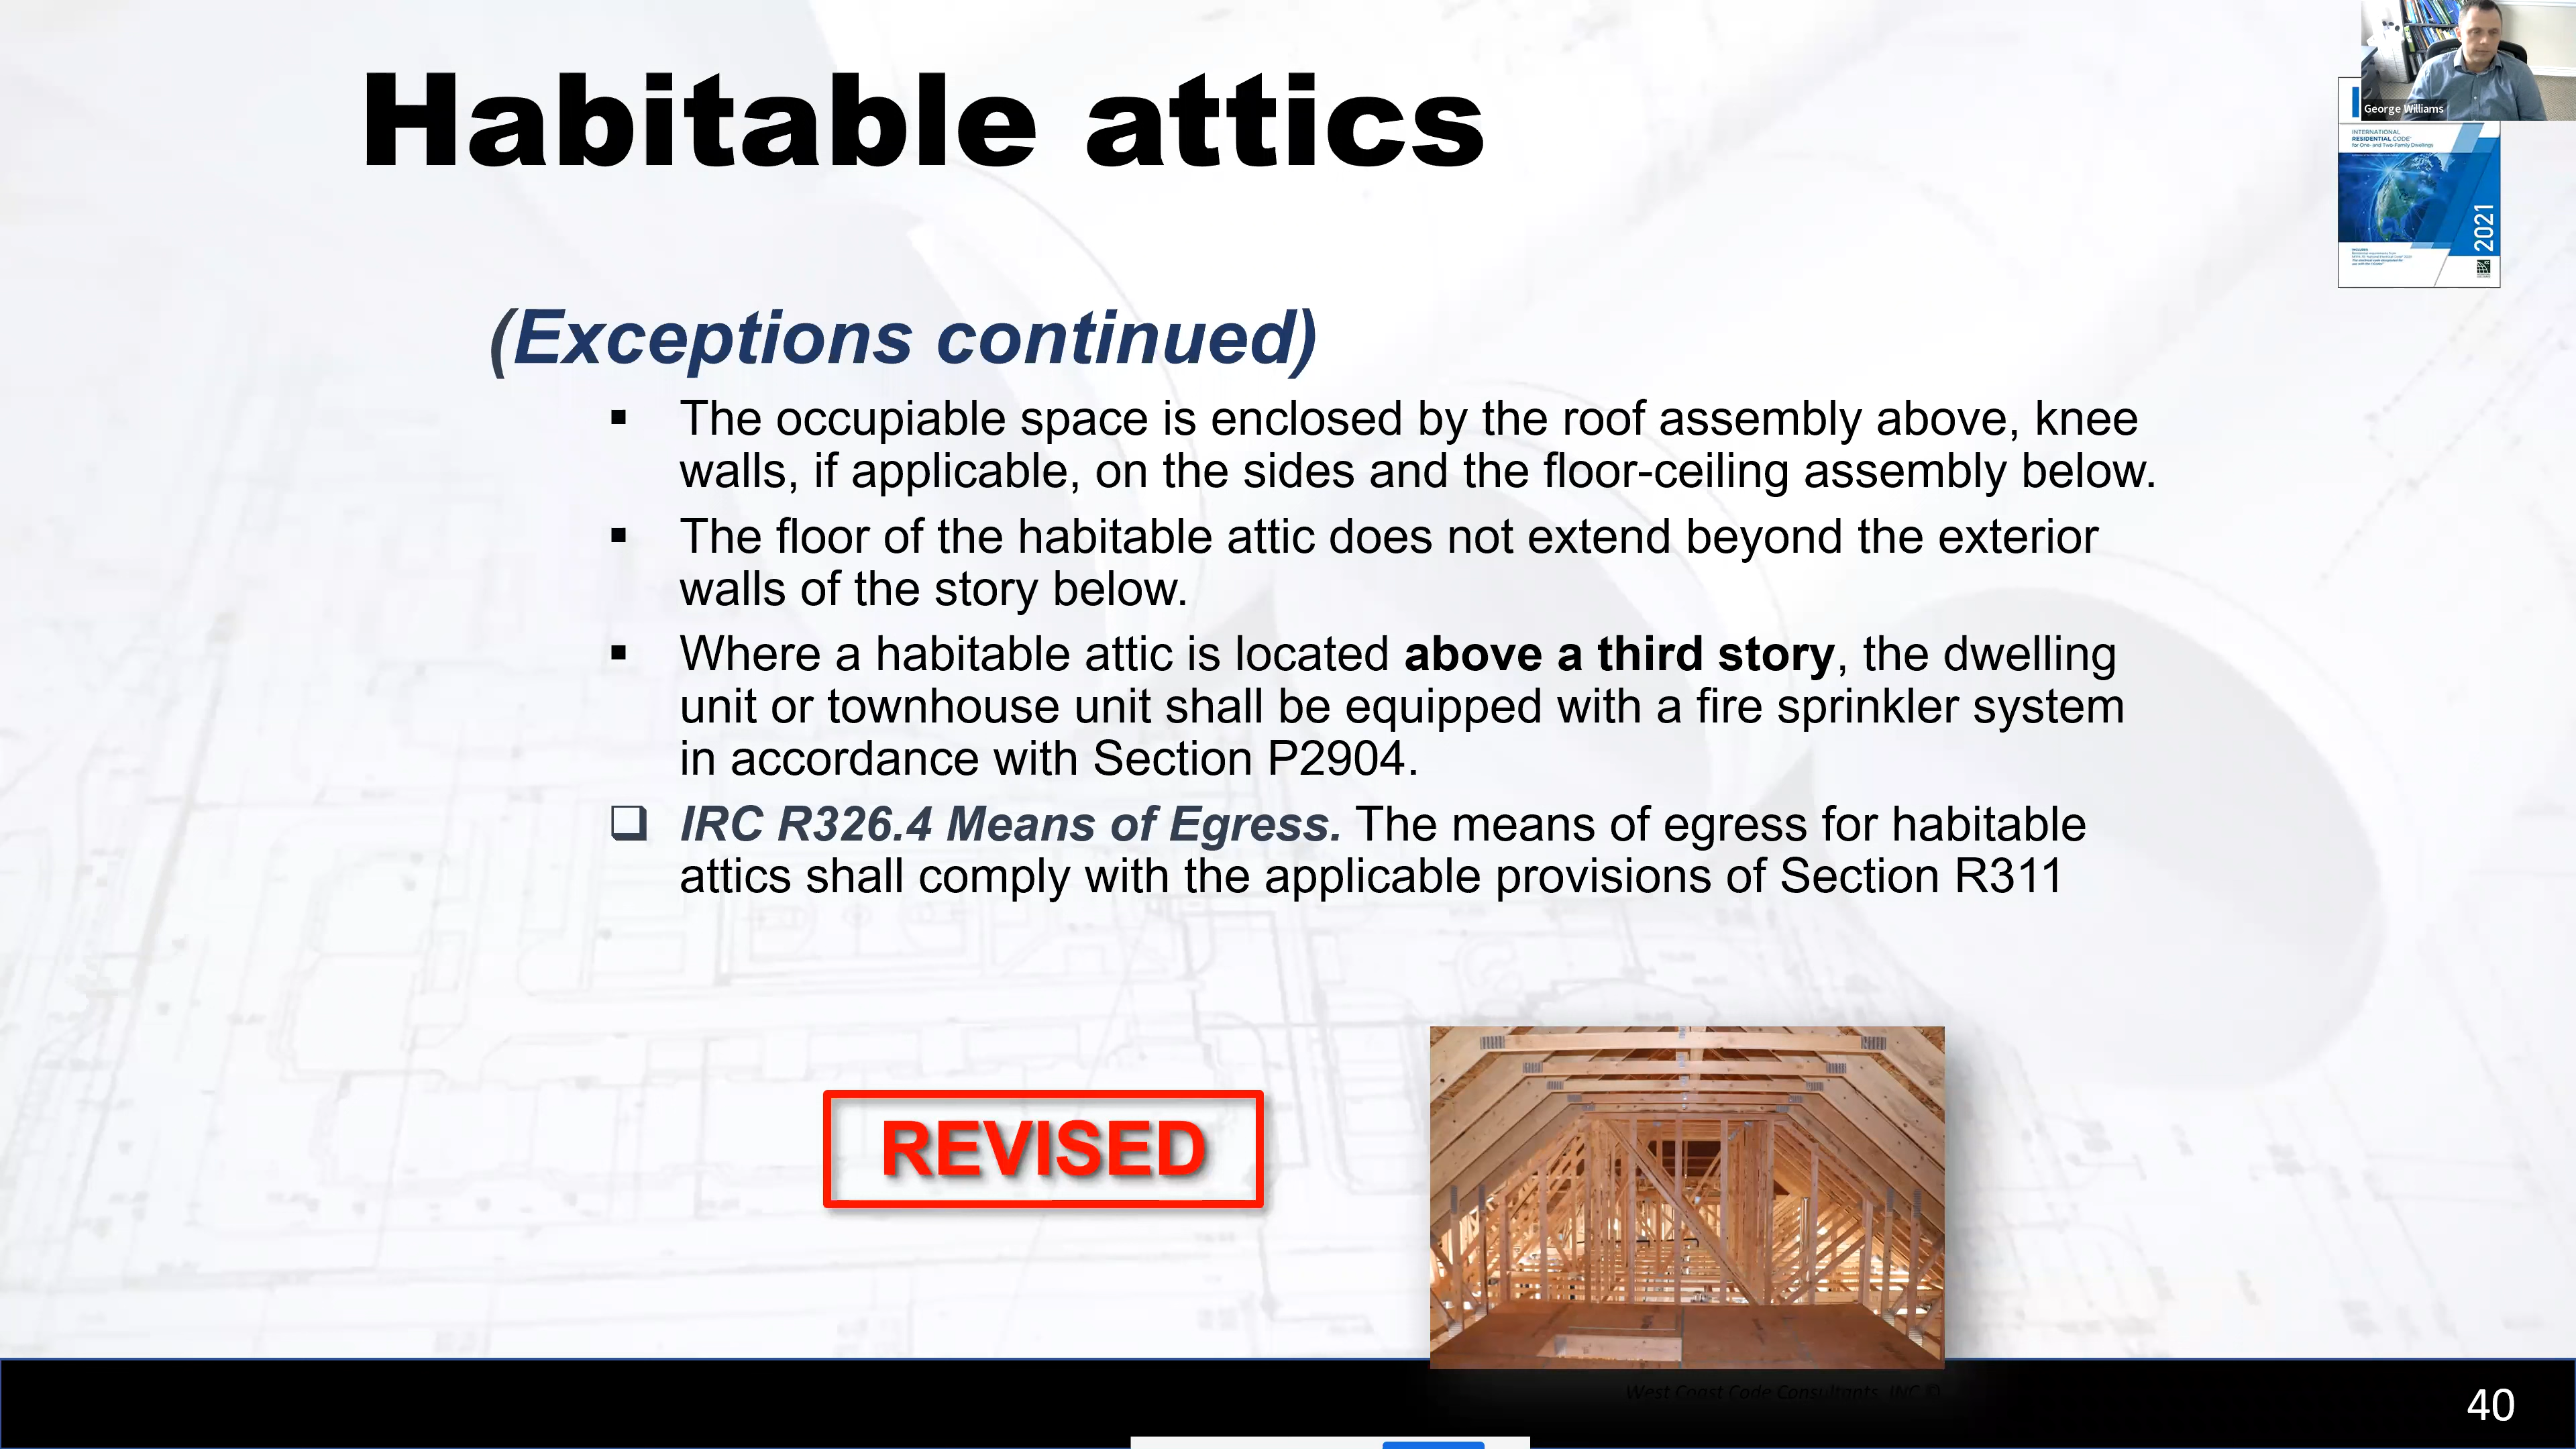 Habitable attics
George Williams
INTERNATIONAL
RESIDENTIAL CODE®
for One- and Two-Family Dwellings
2021
(Exceptions continued)
▪ The occupiable space is enclosed by the roof assembly above, knee
walls, if applicable, on the sides and the floor-ceiling assembly below.
▪ The floor of the habitable attic does not extend beyond the exterior
walls of the story below.
▪ Where a habitable attic is located above a third story, the dwelling
unit or townhouse unit shall be equipped with a fire sprinkler system
in accordance with Section P2904.
❑ IRC R326.4 Means of Egress. The means of egress for habitable
attics shall comply with the applicable provisions of Section R311
REVISED
West Coast Code Consultants, INC ©
40